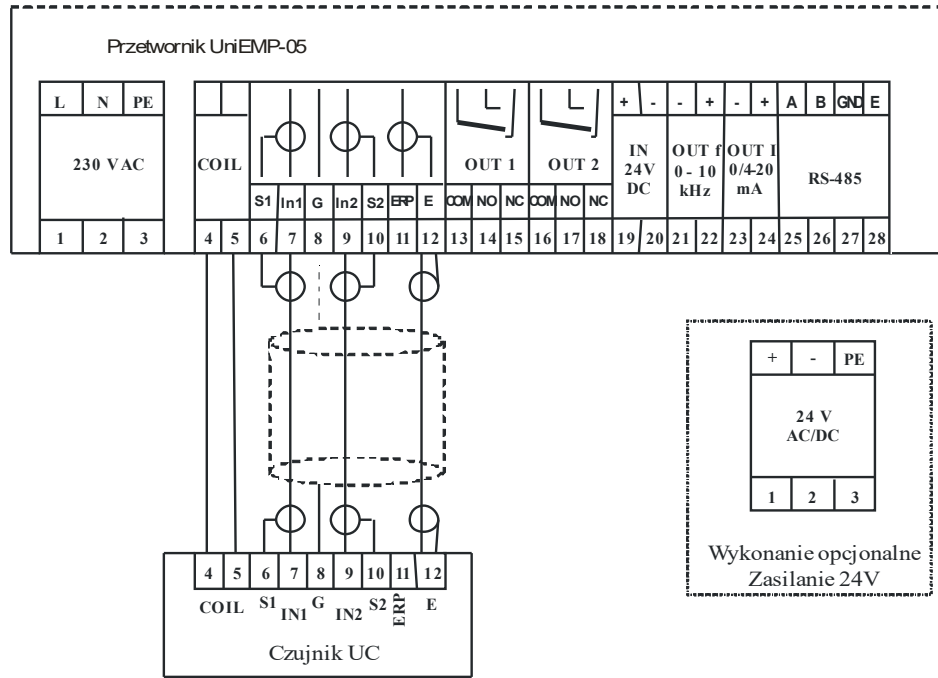 Przetwornik UniEMP-05
L N PE
+ - - + - + A B GND E
230 VAC
COIL
OUT 1 OUT 2
IN 24V DC
OUT f 0 - 10 kHz
OUT I 0/4-20 mA
RS-485
S1 In1 G In2 S2 ERP E COM NO NC COM NO NC
1 2 3 4 5 6 7 8 9 10 11 12 13 14 15 16 17 18 19 20 21 22 23 24 25 26 27 28
+ - PE
24 V
AC/DC
1 2 3
Wykonanie opcjonalne
Zasilanie 24V
4 5 6 7 8 9 10 11 12
COIL S1 IN1 G IN2 S2 ERP E
Czujnik UC